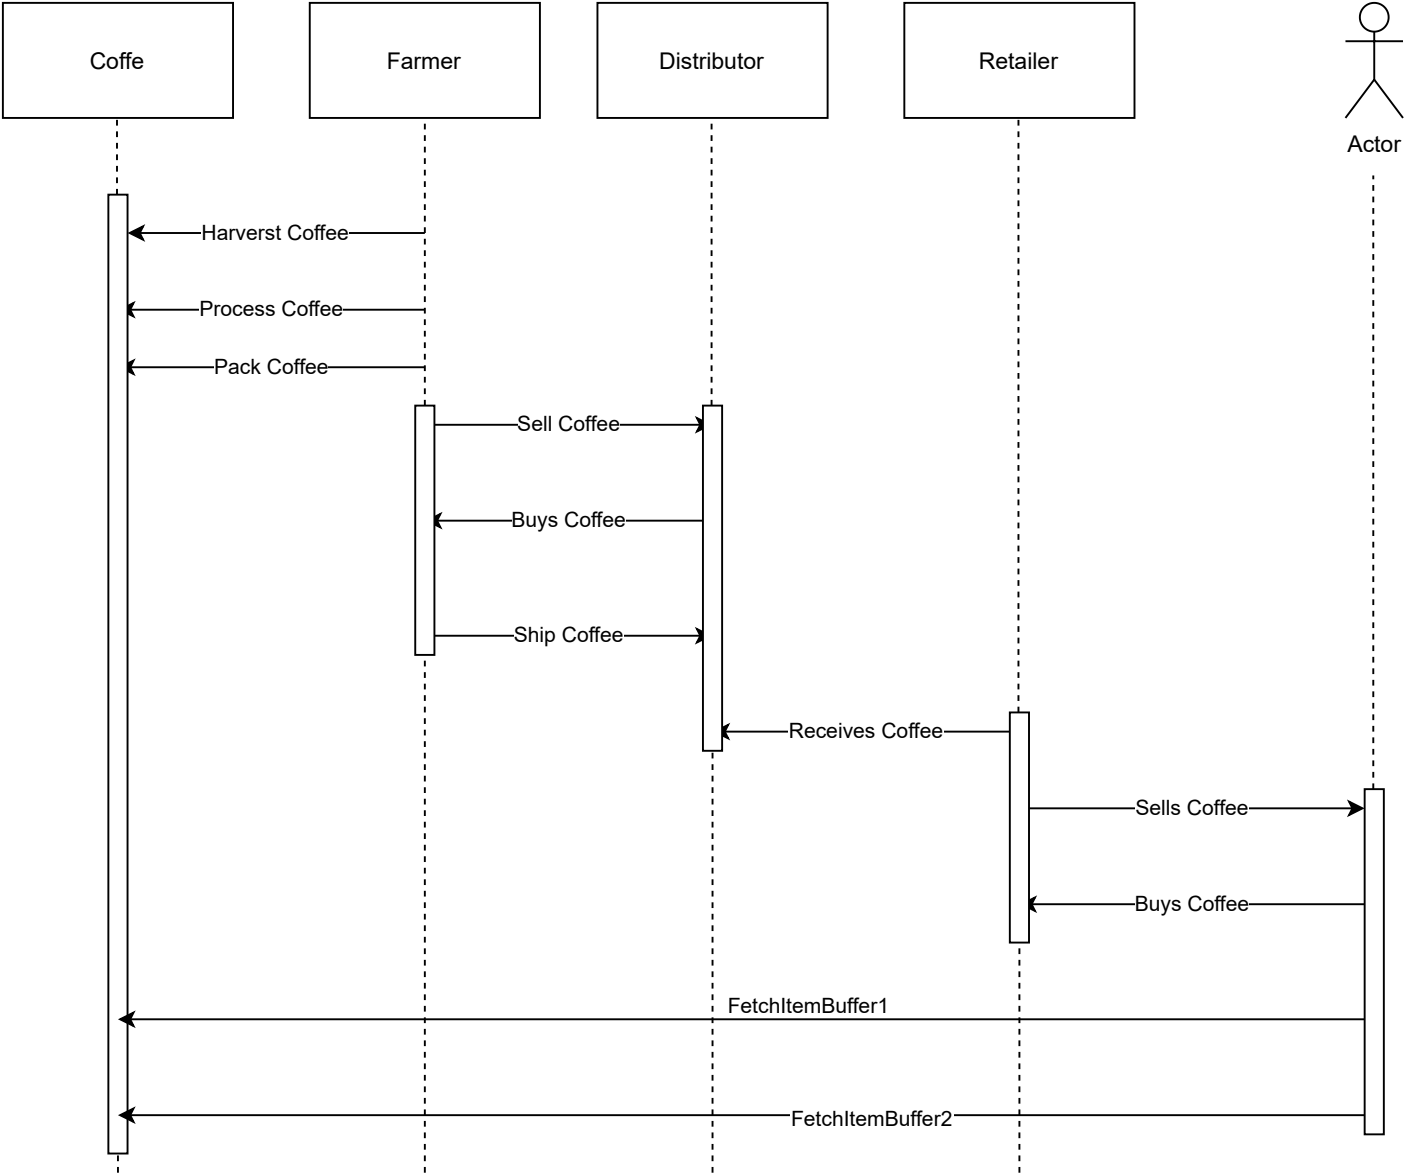 Coffe
Farmer
Distributor
Retailer
Actor
Harverst Coffee
Process Coffee
Pack Coffee
Sell Coffee
Buys Coffee
Ship Coffee
Receives Coffee
Sells Coffee
Buys Coffee
FetchItemBuffer1
FetchItemBuffer2